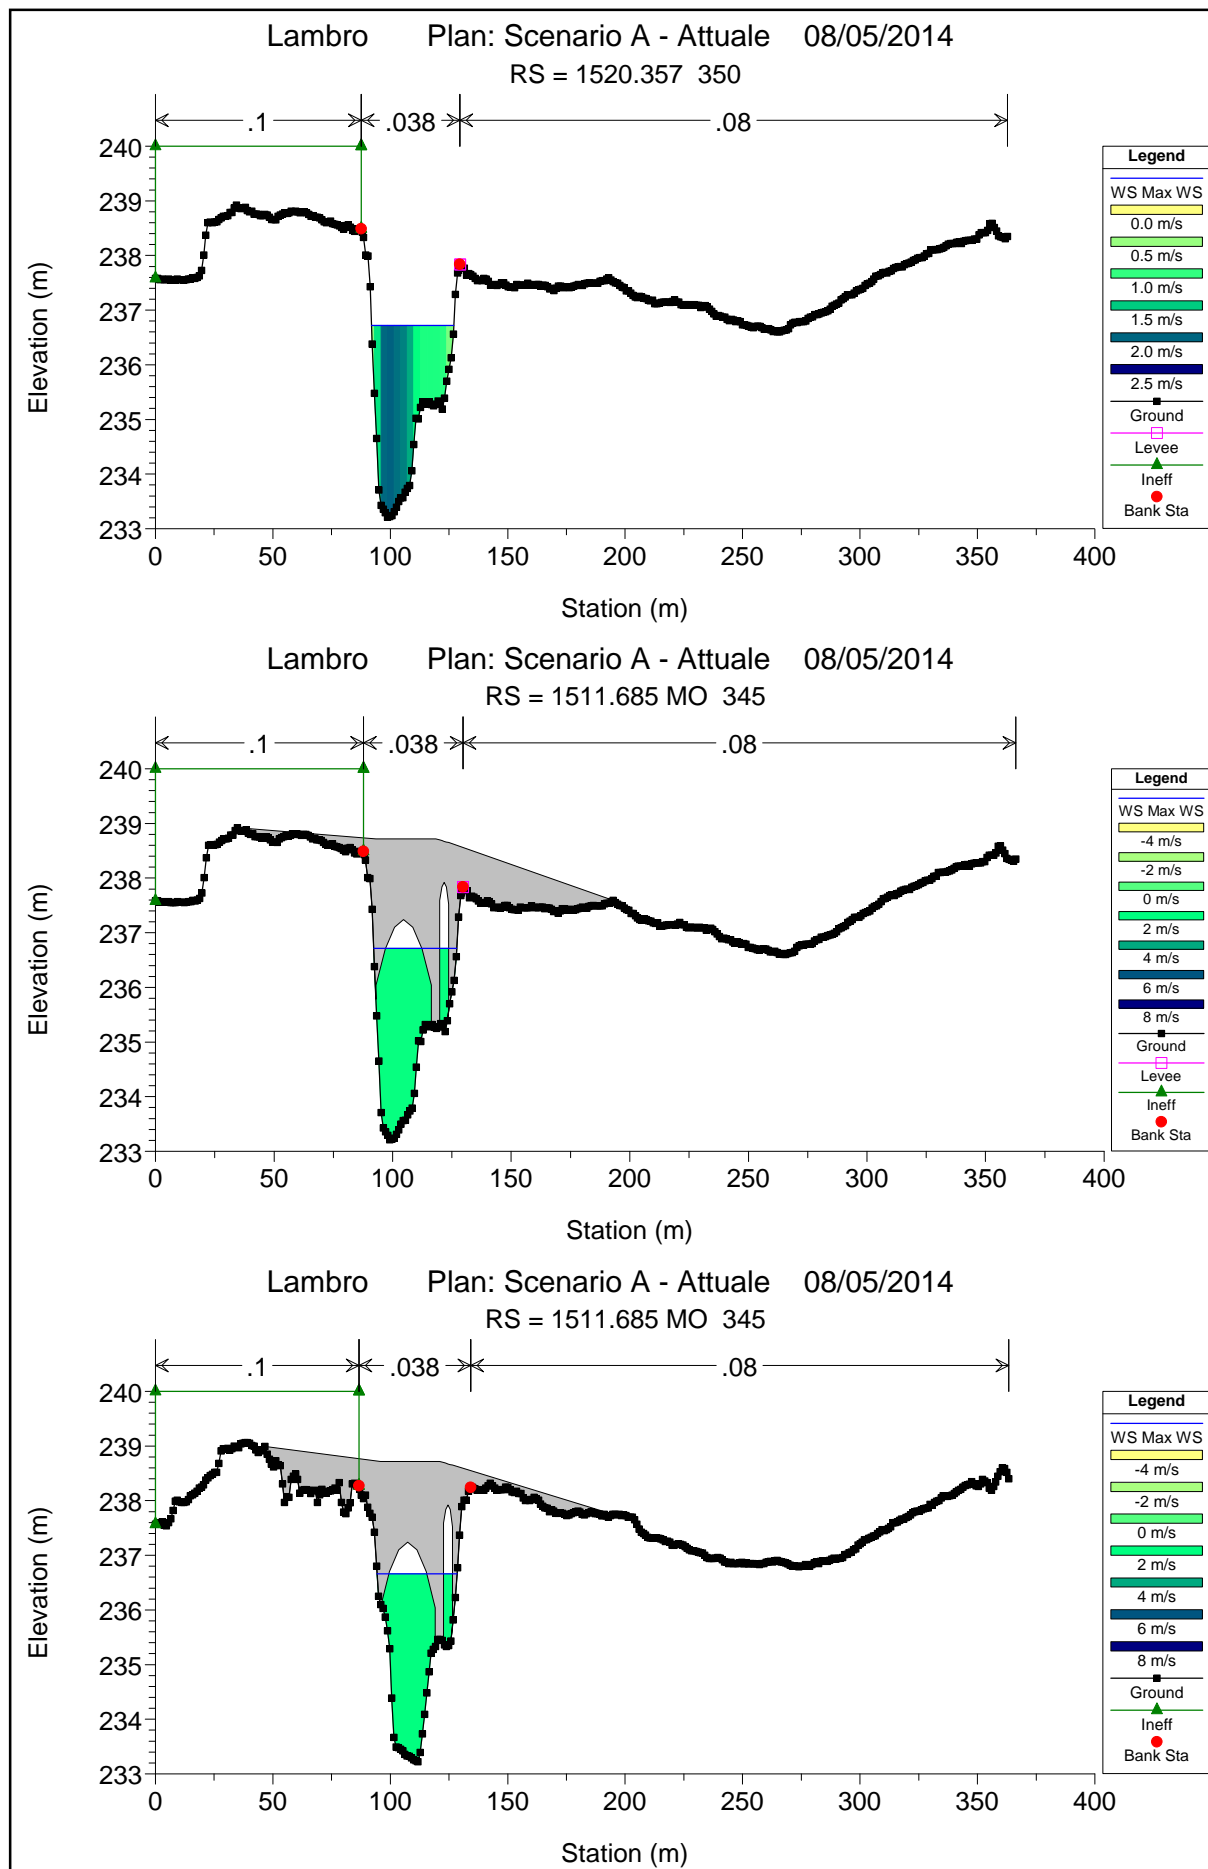 Lambro Plan: Scenario A - Attuale 08/05/2014
RS = 1520.357 350
.1 .038 .08
240
239
238
237
236
235
234
233
Elevation (m)
0 50 100 150 200 250 300 350 400
Station (m)
Legend
WS Max WS
0.0 m/s
0.5 m/s
1.0 m/s
1.5 m/s
2.0 m/s
2.5 m/s
Ground
Levee
Ineff
Bank Sta
Lambro Plan: Scenario A - Attuale 08/05/2014
RS = 1511.685 MO 345
.1 .038 .08
240
239
238
237
236
235
234
233
Elevation (m)
0 50 100 150 200 250 300 350 400
Station (m)
Legend
WS Max WS
-4 m/s
-2 m/s
0 m/s
2 m/s
4 m/s
6 m/s
8 m/s
Ground
Levee
Ineff
Bank Sta
Lambro Plan: Scenario A - Attuale 08/05/2014
RS = 1511.685 MO 345
.1 .038 .08
240
239
238
237
236
235
234
233
Elevation (m)
0 50 100 150 200 250 300 350 400
Station (m)
Legend
WS Max WS
-4 m/s
-2 m/s
0 m/s
2 m/s
4 m/s
6 m/s
8 m/s
Ground
Ineff
Bank Sta